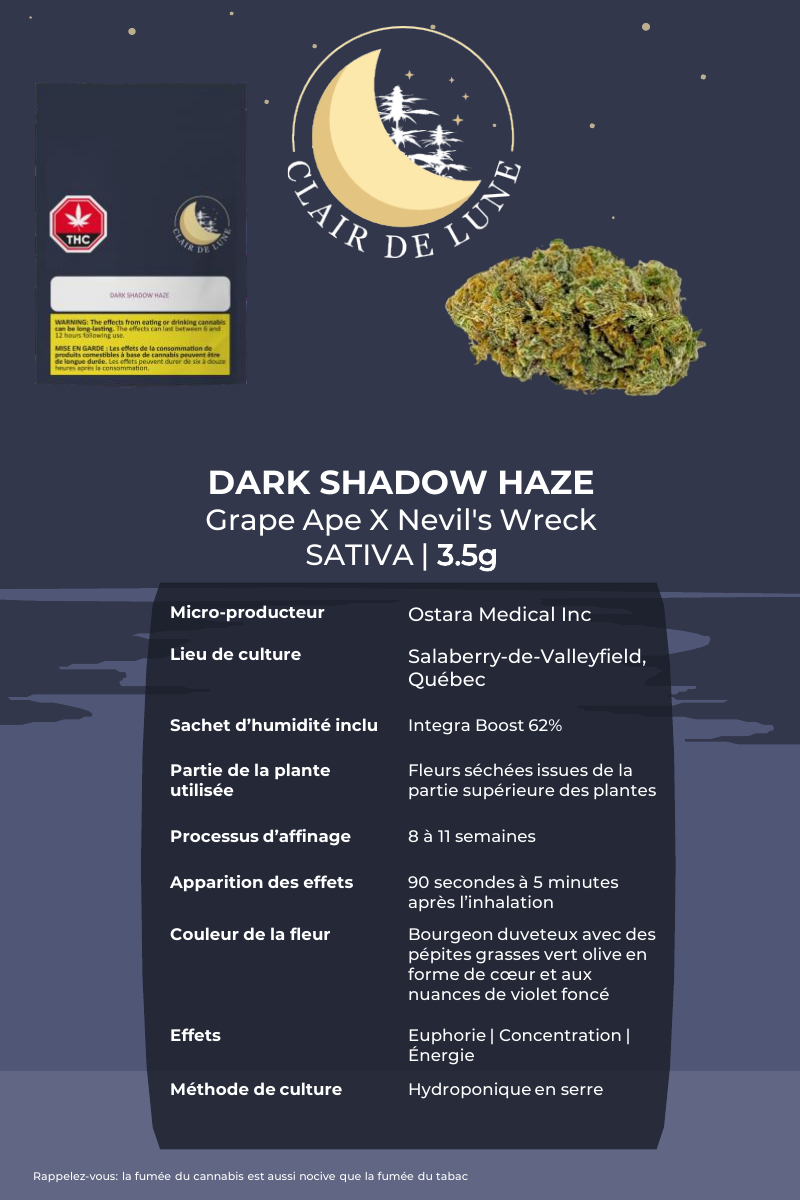 CLAIR DE LUNE
THC
CLAIR DE LUNE
DARK SHADOW HAZE
WARNING: The effects from eating or drinking cannabis
can be long-lasting. The effects can last between 6 and
12 hours following use.
MISE EN GARDE : Les effets de la consommation de
produits comestibles à base de cannabis peuvent être
de longue durée. Les effets peuvent durer de six à douze
heures après la consommation.
DARK SHADOW HAZE
Grape Ape X Nevil's Wreck
SATIVA | 3.5g
Micro-producteur
Ostara Medical Inc
Lieu de culture
Salaberry-de-Valleyfield,
Québec
Sachet d’humidité inclu
Integra Boost 62%
Partie de la plante
utilisée
Fleurs séchées issues de la
partie supérieure des plantes
Processus d’affinage
8 à 11 semaines
Apparition des effets
90 secondes à 5 minutes
après l’inhalation
Couleur de la fleur
Bourgeon duveteux avec des
pépites grasses vert olive en
forme de cœur et aux
nuances de violet foncé
Effets
Euphorie | Concentration |
Énergie
Méthode de culture
Hydroponique en serre
Rappelez-vous: la fumée du cannabis est aussi nocive que la fumée du tabac